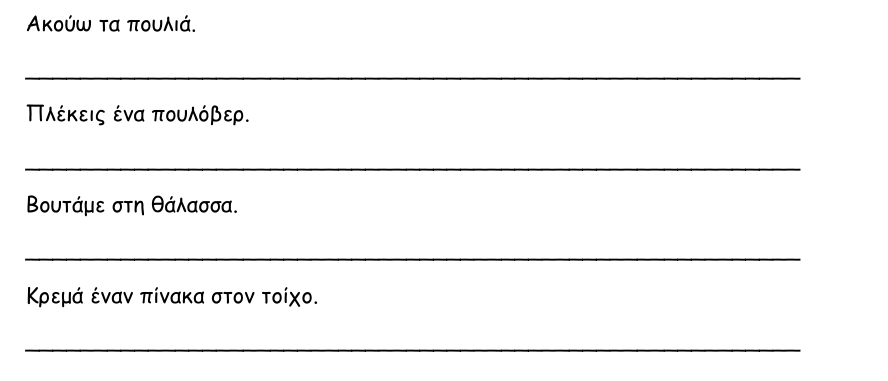 Ακούω τα πουλιά.
Πλέκεις ένα πουλόβερ.
Βουτάμε στη θάλασσα.
Κρεμά έναν πίνακα στον τοίχο.